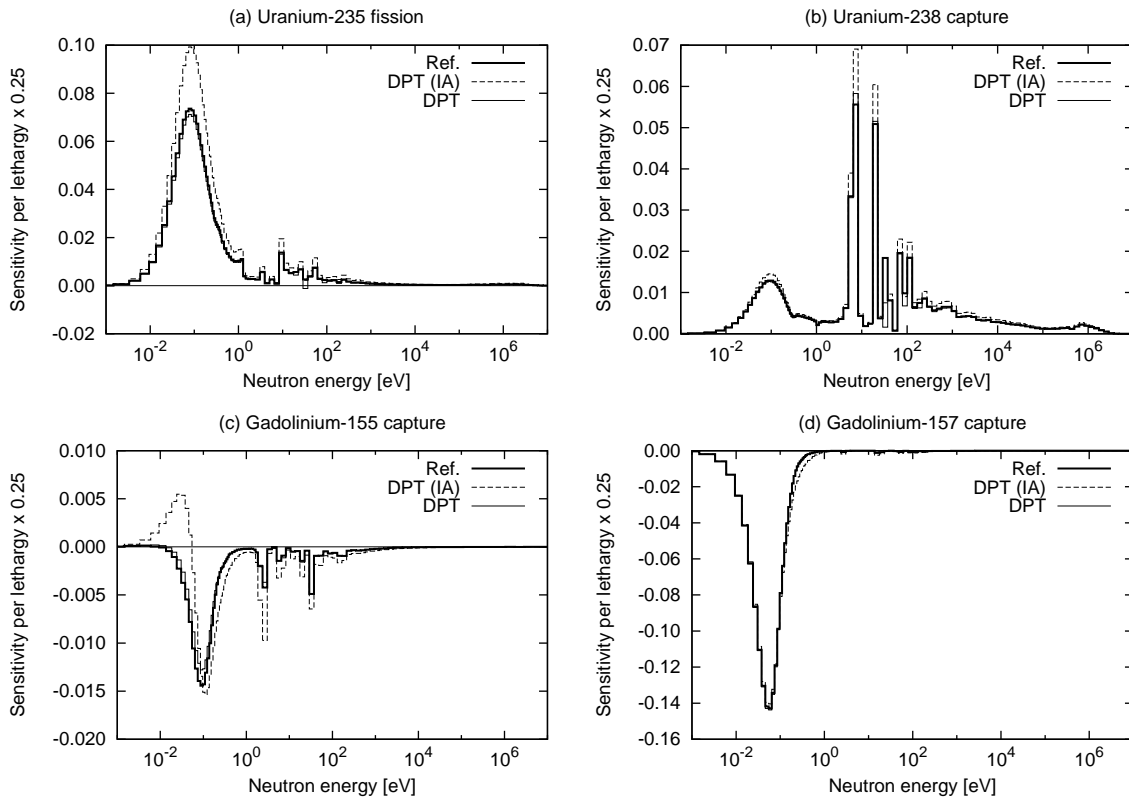 (a) Uranium-235 fission
Sensitivity per lethargy x 0.25
0.10
0.08
0.06
0.04
0.02
0.00
-0.02
Ref.
DPT (IA)
DPT
10^-2 10^0 10^2 10^4 10^6
Neutron energy [eV]
(b) Uranium-238 capture
Sensitivity per lethargy x 0.25
0.07
0.06
0.05
0.04
0.03
0.02
0.01
0.00
Ref.
DPT (IA)
DPT
10^-2 10^0 10^2 10^4 10^6
Neutron energy [eV]
(c) Gadolinium-155 capture
Sensitivity per lethargy x 0.25
0.010
0.005
0.000
-0.005
-0.010
-0.015
-0.020
Ref.
DPT (IA)
DPT
10^-2 10^0 10^2 10^4 10^6
Neutron energy [eV]
(d) Gadolinium-157 capture
Sensitivity per lethargy x 0.25
0.00
-0.02
-0.04
-0.06
-0.08
-0.10
-0.12
-0.14
-0.16
Ref.
DPT (IA)
DPT
10^-2 10^0 10^2 10^4 10^6
Neutron energy [eV]